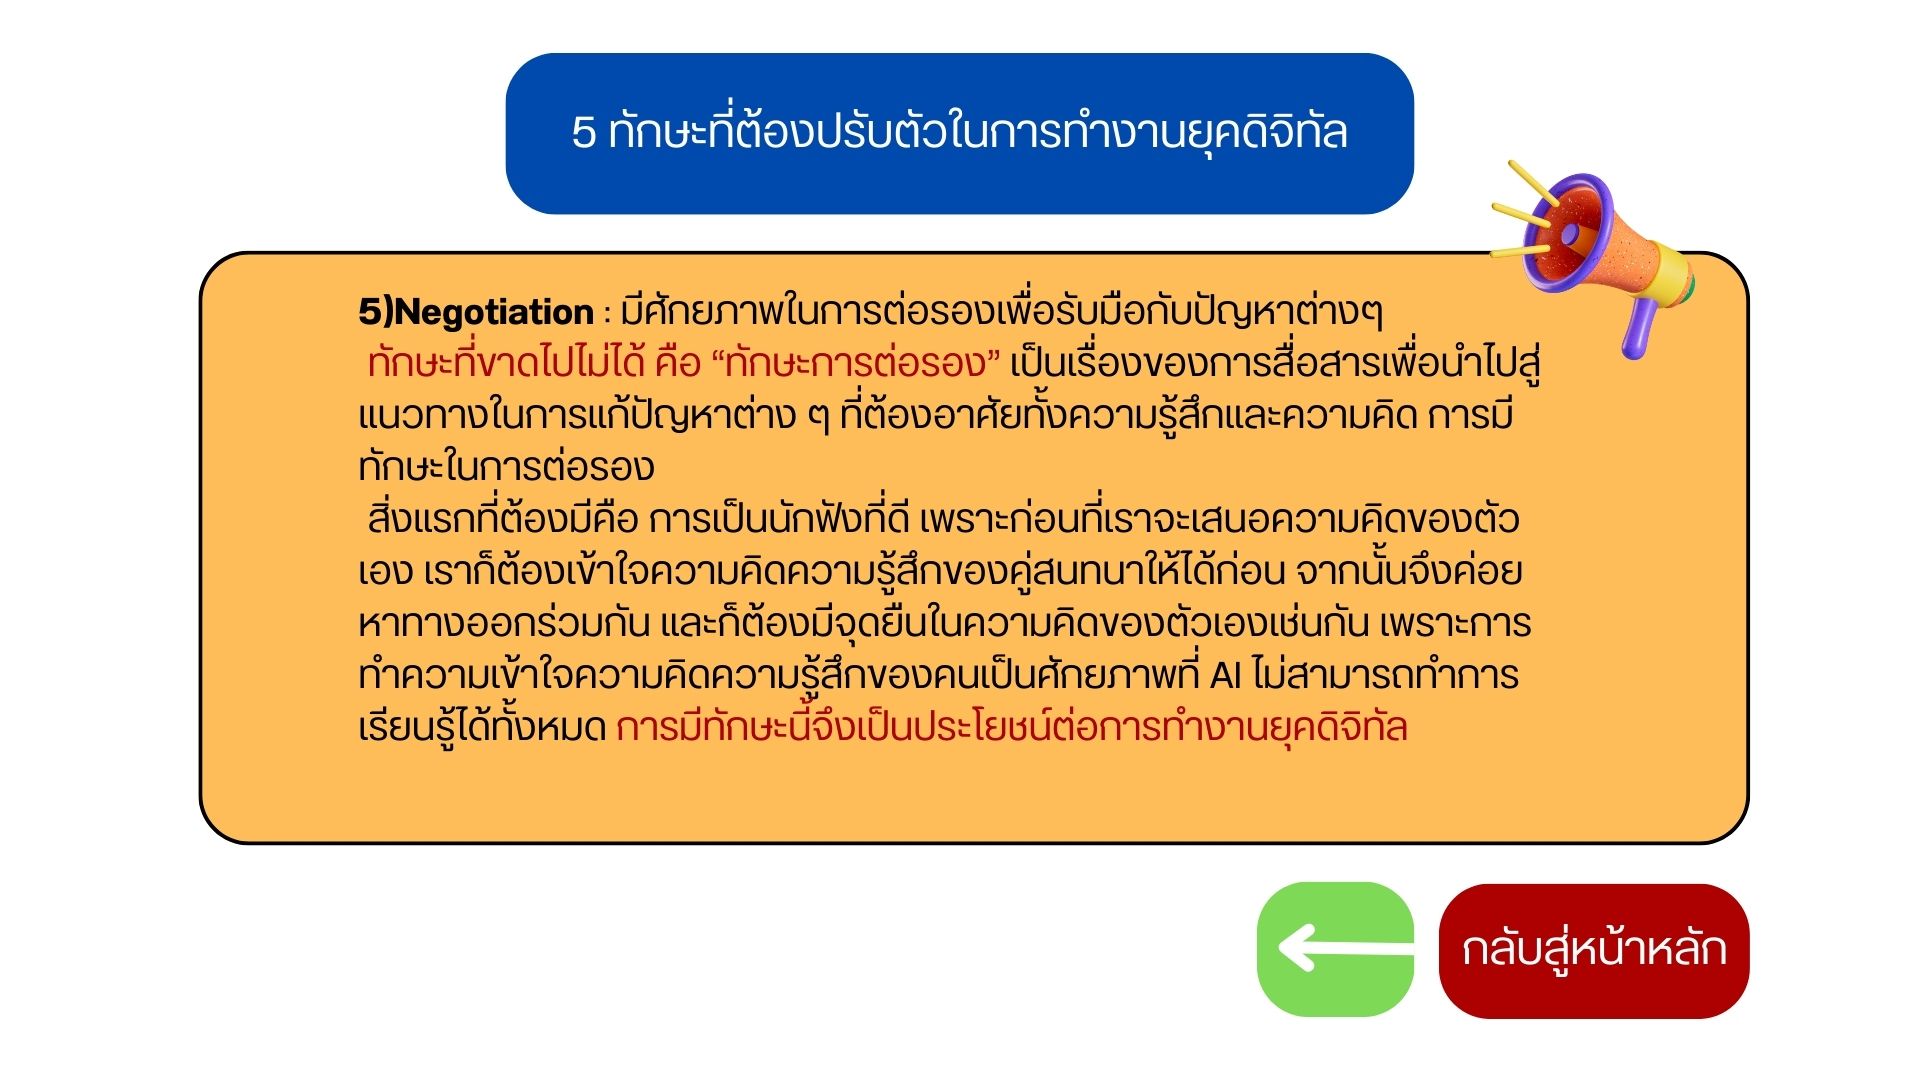 5 ทักษะที่ต้องปรับตัวในการทำงานยุคดิจิทัล
5)Negotiation : มีศักยภาพในการต่อรองเพื่อรับมือกับปัญหาต่างๆ
ทักษะที่ขาดไปไม่ได้ คือ “ทักษะการต่อรอง” เป็นเรื่องของการสื่อสารเพื่อนำไปสู่
แนวทางในการแก้ปัญหาต่าง ๆ ที่ต้องอาศัยทั้งความรู้สึกและความคิด การมี
ทักษะในการต่อรอง
สิ่งแรกที่ต้องมีคือ การเป็นนักฟังที่ดี เพราะก่อนที่เราจะเสนอความคิดของตัว
เอง เราก็ต้องเข้าใจความคิดความรู้สึกของคู่สนทนาให้ได้ก่อน จากนั้นจึงค่อย
หาทางออกร่วมกัน และก็ต้องมีจุดยืนในความคิดของตัวเองเช่นกัน เพราะการ
ทำความเข้าใจความคิดความรู้สึกของคนเป็นศักยภาพที่ AI ไม่สามารถทำการ
เรียนรู้ได้ทั้งหมด การมีทักษะนี้จึงเป็นประโยชน์ต่อการทำงานยุคดิจิทัล
กลับสู่หน้าหลัก